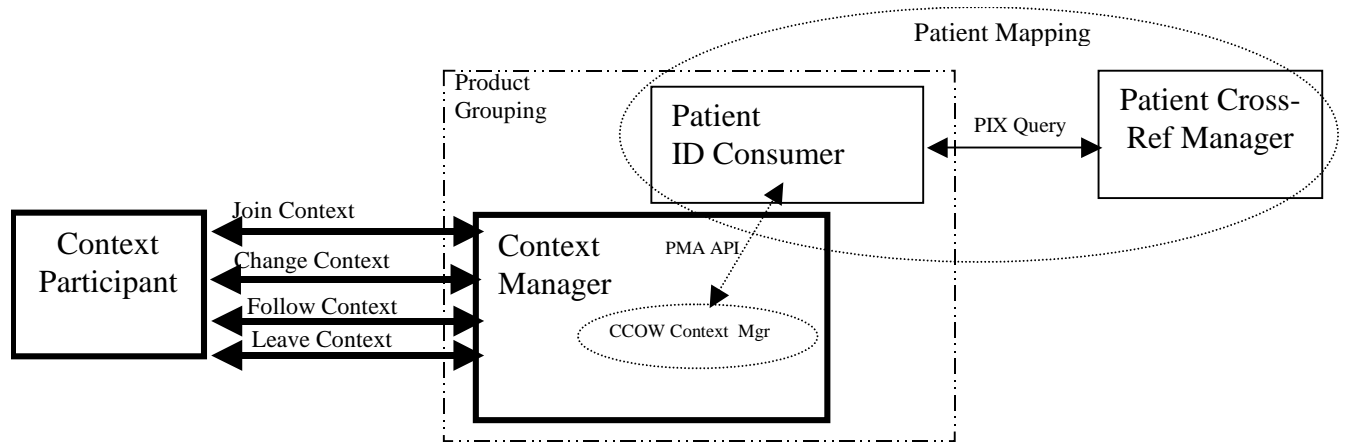 Patient Mapping
Product
Grouping
Patient
ID Consumer
PIX Query
Patient Cross-
Ref Manager
Join Context
Context
Participant
Change Context
Follow Context
Leave Context
Context
Manager
PMA API
CCOW Context Mgr